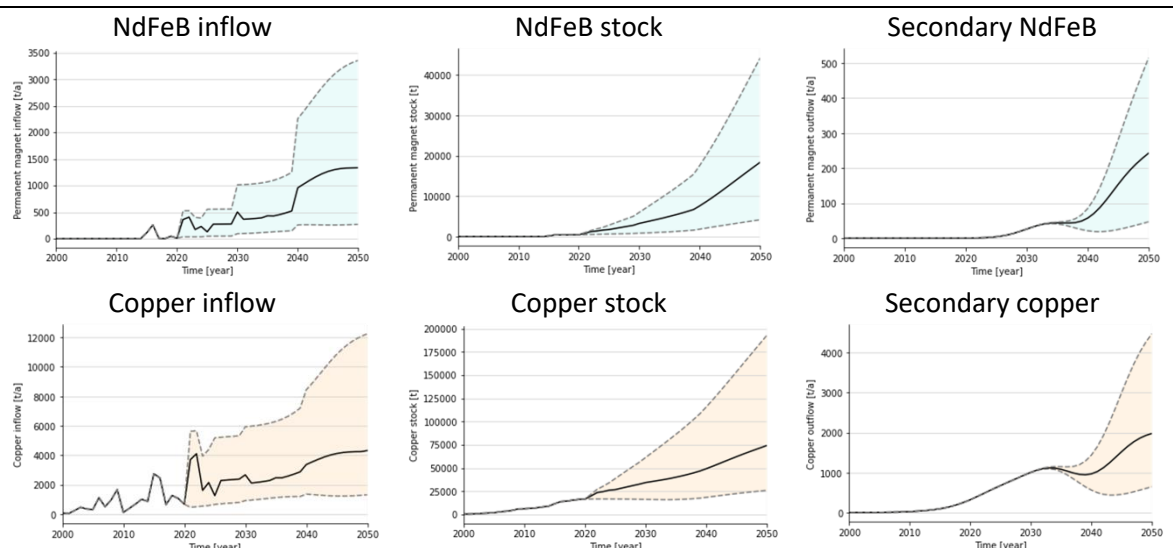 NdFeB inflow
NdFeB stock
Secondary NdFeB
Permanent magnet inflow [t/a]
3500
3000
2500
2000
1500
1000
500
0
2000 2010 2020 2030 2040 2050
Time [year]
Permanent magnet stock [t]
40000
30000
20000
10000
0
2000 2010 2020 2030 2040 2050
Time [year]
Permanent magnet outflow [t/a]
500
400
300
200
100
0
2000 2010 2020 2030 2040 2050
Time [year]
Copper inflow
Copper stock
Secondary copper
Copper inflow [t/a]
12000
10000
8000
6000
4000
2000
0
2000 2010 2020 2030 2040 2050
Time [year]
Copper stock [t]
200000
175000
150000
125000
100000
75000
50000
25000
0
2000 2010 2020 2030 2040 2050
Time [year]
Copper outflow [t/a]
4000
3000
2000
1000
0
2000 2010 2020 2030 2040 2050
Time [year]